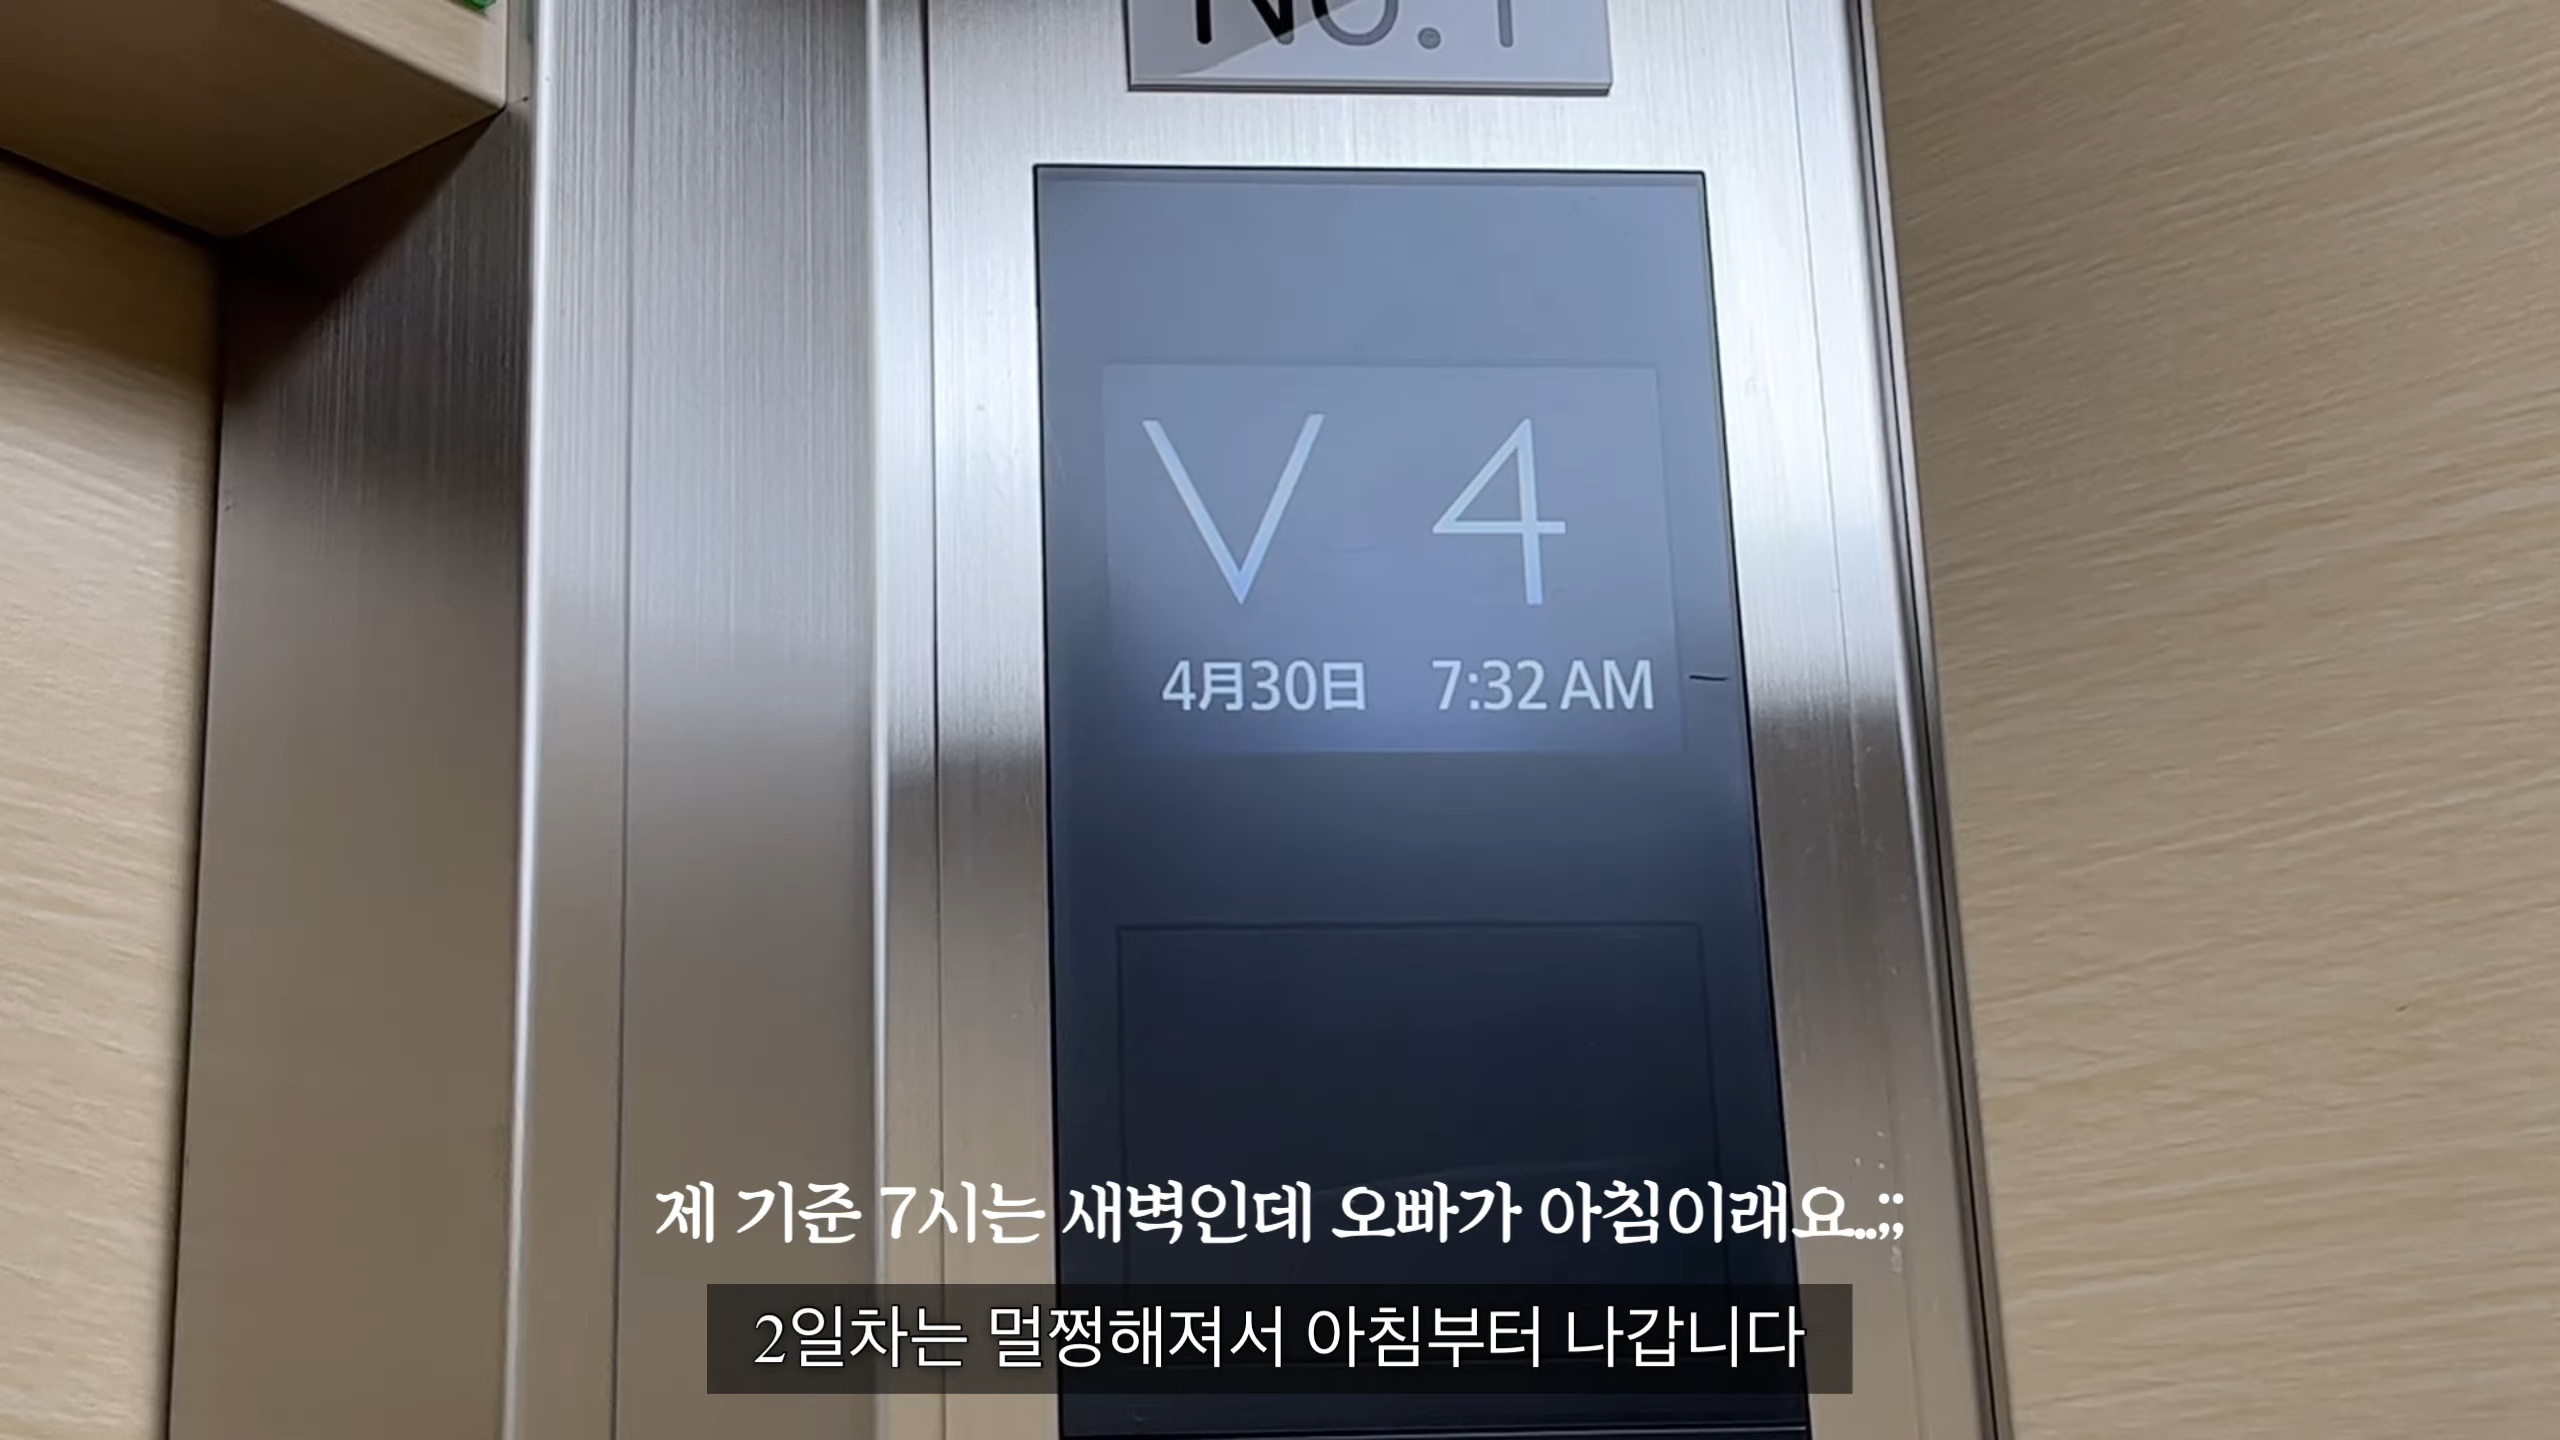 No.1
V 4
4月30日 7:32 AM
제 기준 7시는 새벽인데 오빠가 아침이래요..;;
2일차는 멀쩡해져서 아침부터 나갑니다